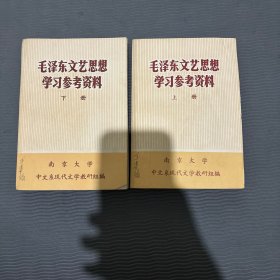 毛泽东文艺思想
学习参考资料
下册
南京大学
中文系现代文学教研组编
毛泽东文艺思想
学习参考资料
上册
南京大学
中文系现代文学教研组编